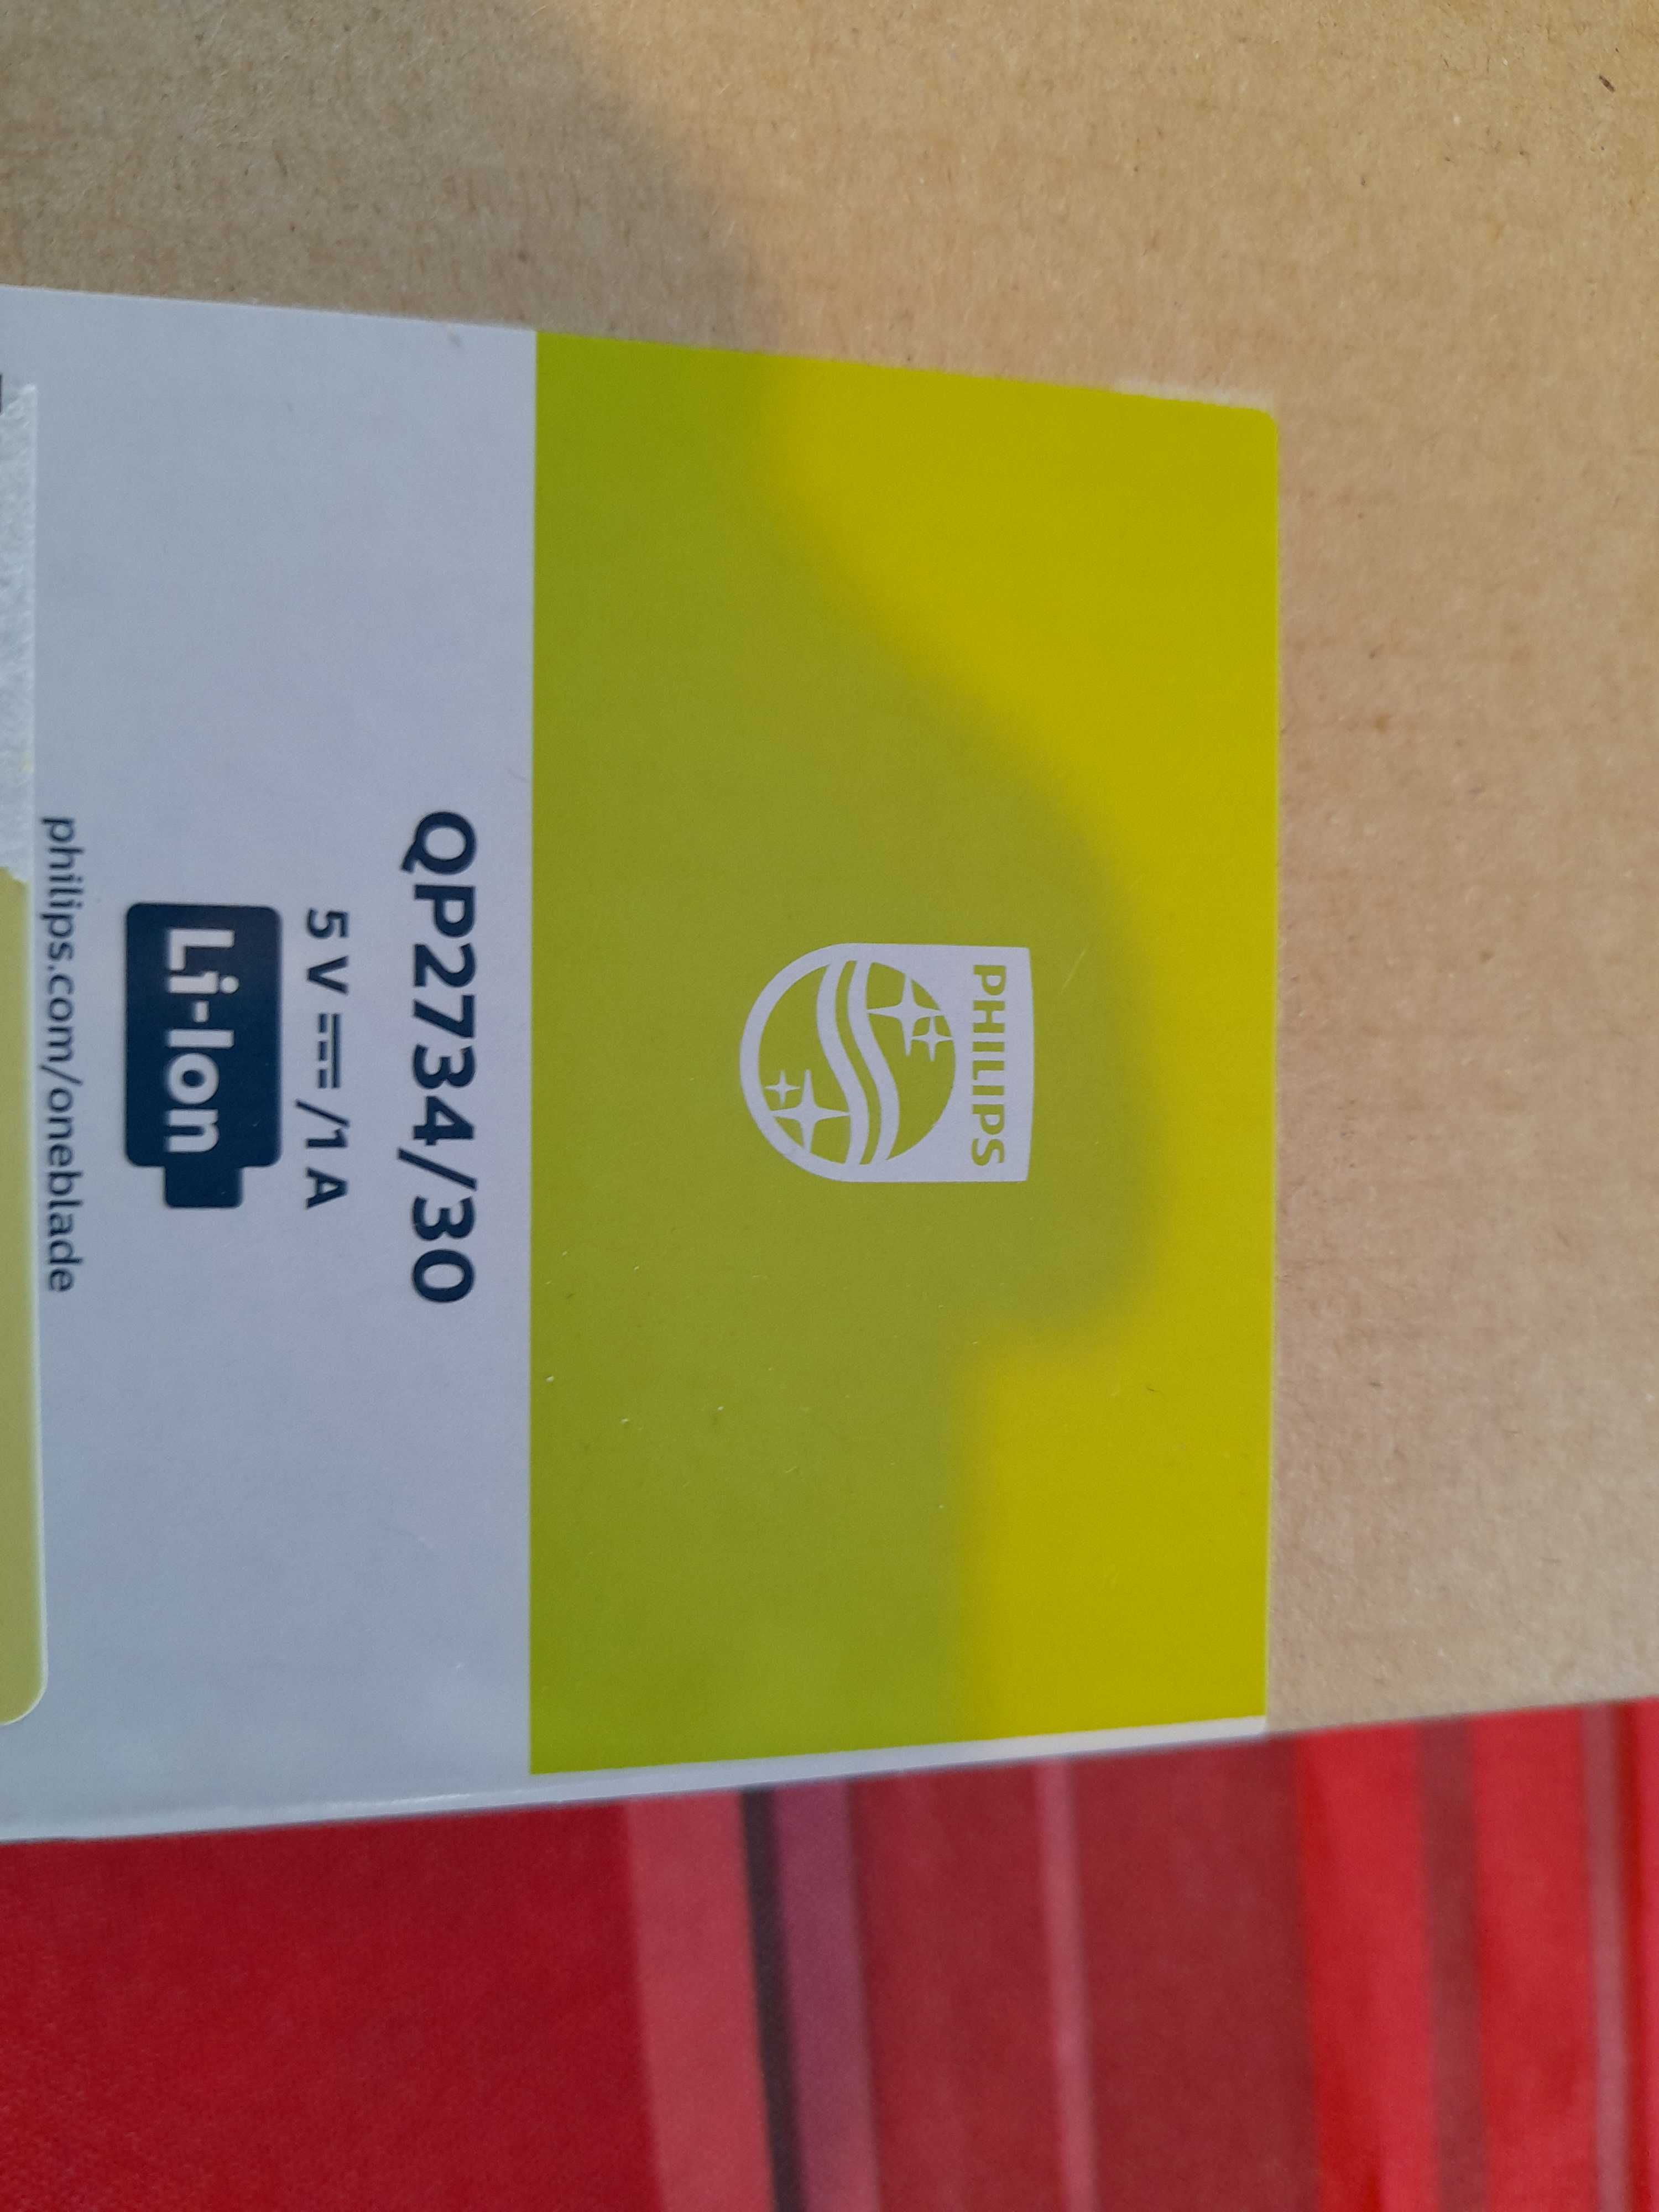 PHILIPS
QP2734/30
5 V ⎓ /1 A
Li-Ion
philips.com/oneblade